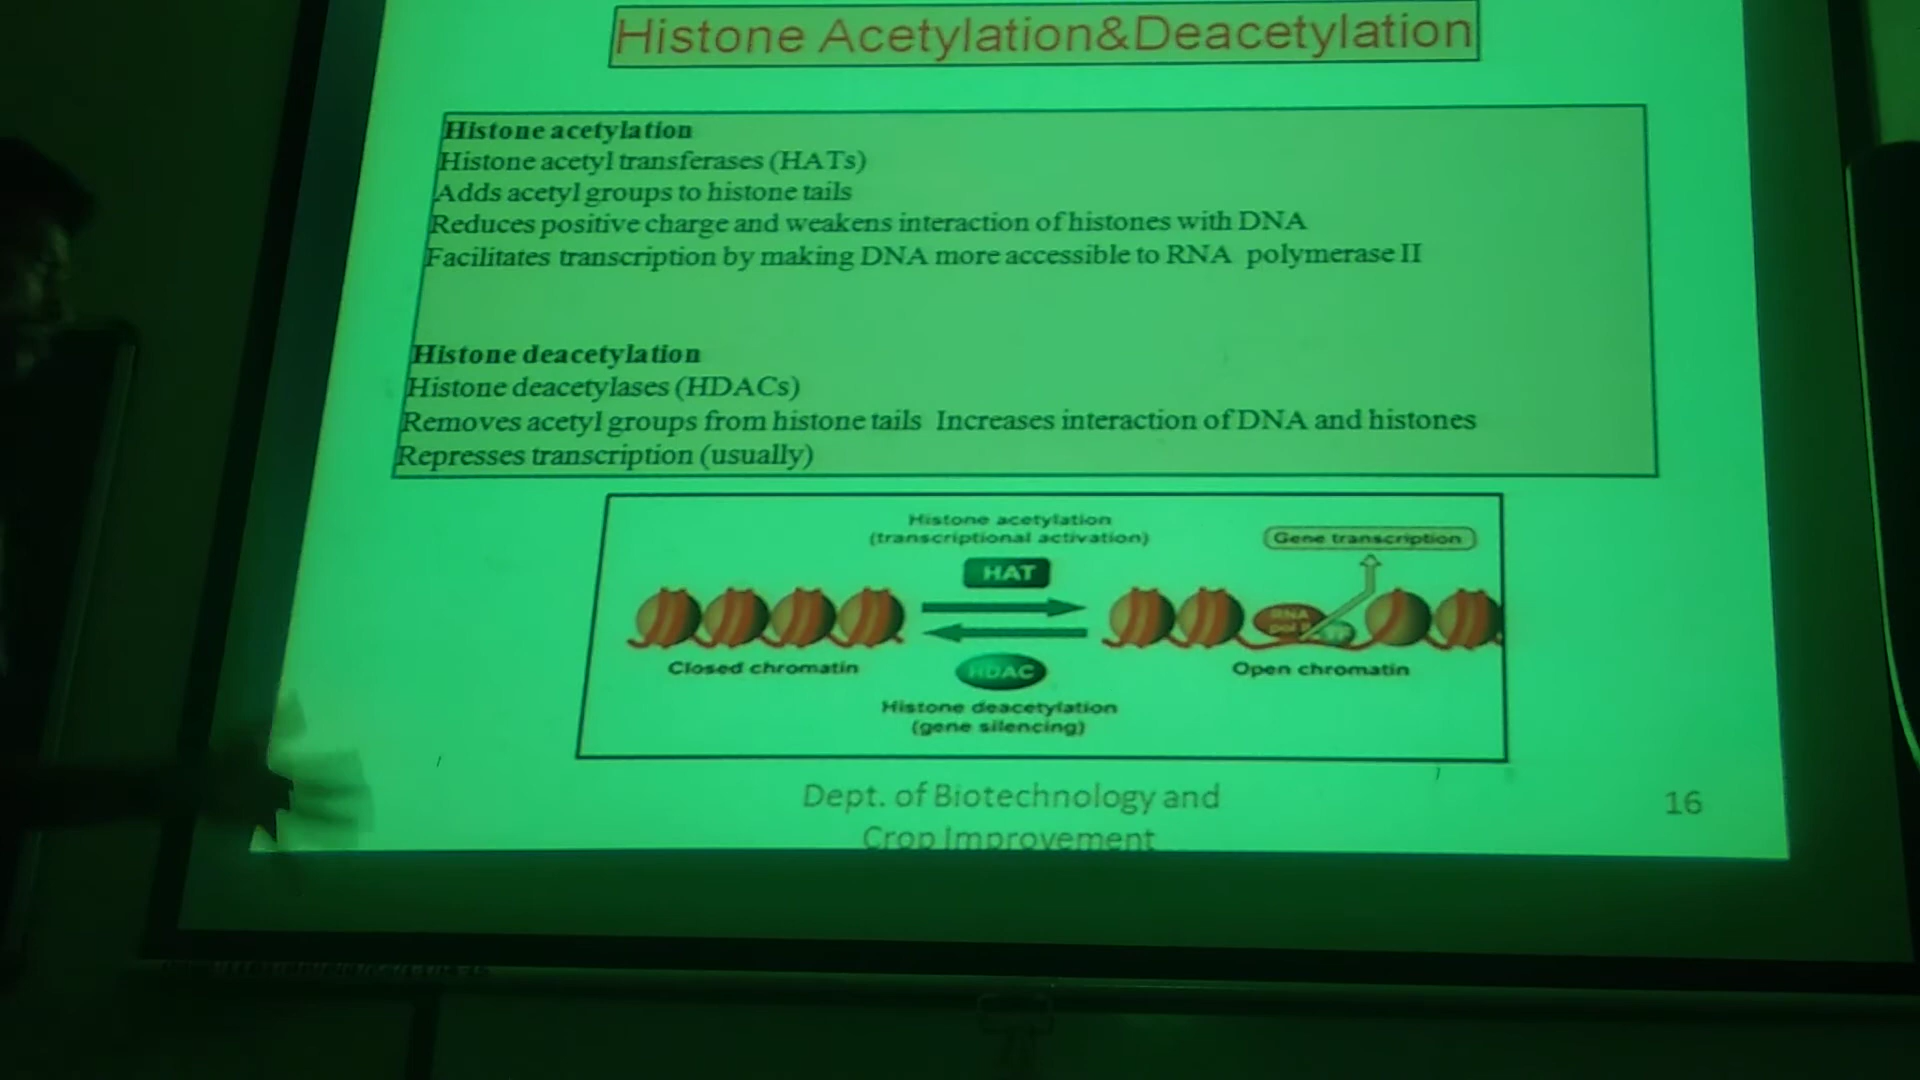 Histone Acetylation&Deacetylation
Histone acetylation
Histone acetyl transferases (HATs)
Adds acetyl groups to histone tails
Reduces positive charge and weakens interaction of histones with DNA
Facilitates transcription by making DNA more accessible to RNA polymerase II
Histone deacetylation
Histone deacetylases (HDACs)
Removes acetyl groups from histone tails Increases interaction of DNA and histones
Represses transcription (usually)
Histone acetylation
(transcriptional activation)
Gene transcription
HAT
RNA
pol II
Closed chromatin
HDAC
Open chromatin
Histone deacetylation
(gene silencing)
Dept. of Biotechnology and
Crop Improvement
16